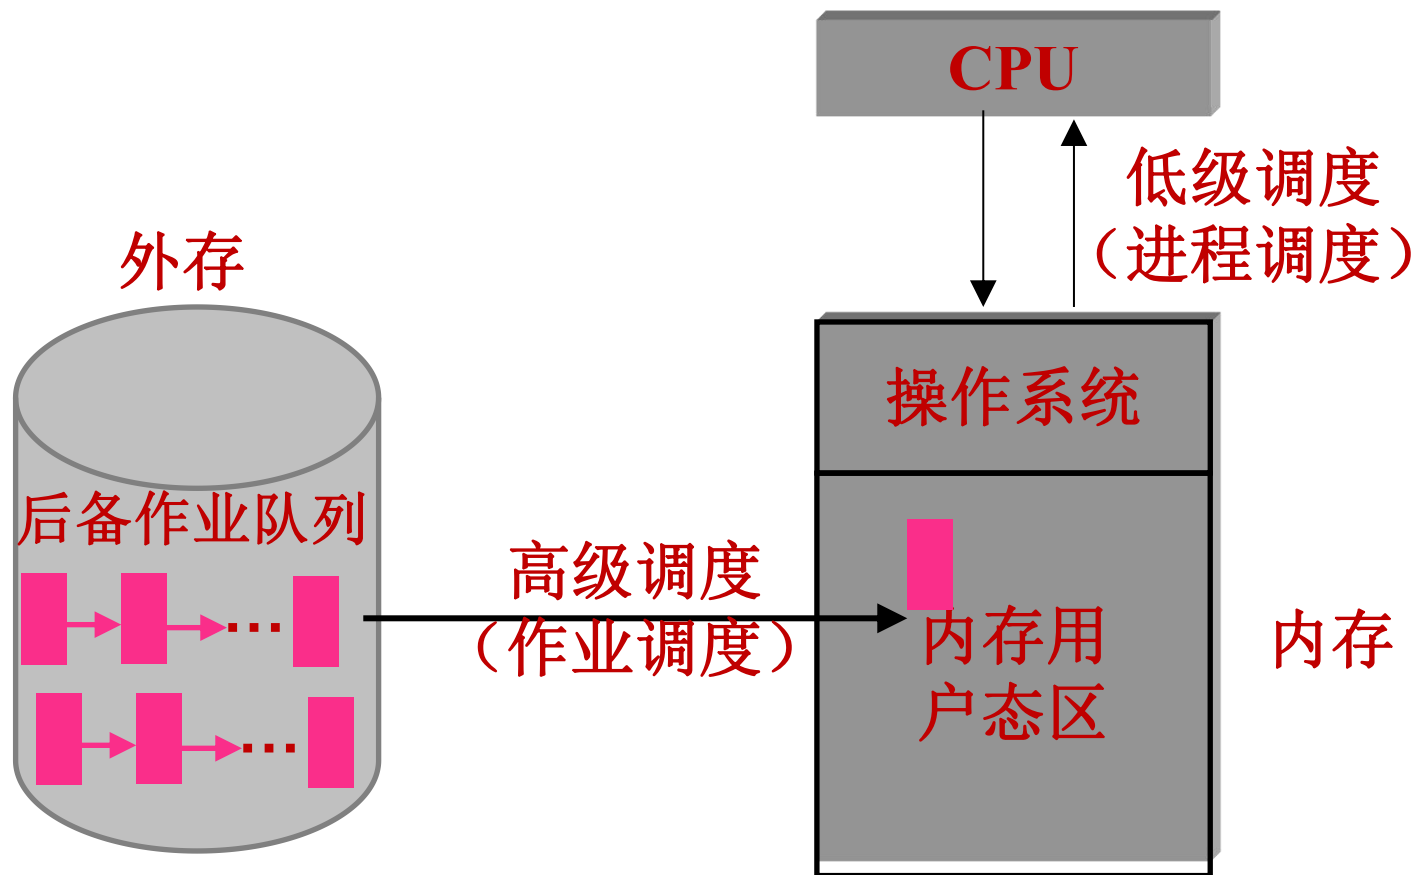 CPU
低级调度
（进程调度）
外存
操作系统
后备作业队列
高级调度
（作业调度）
内存用
户态区
内存